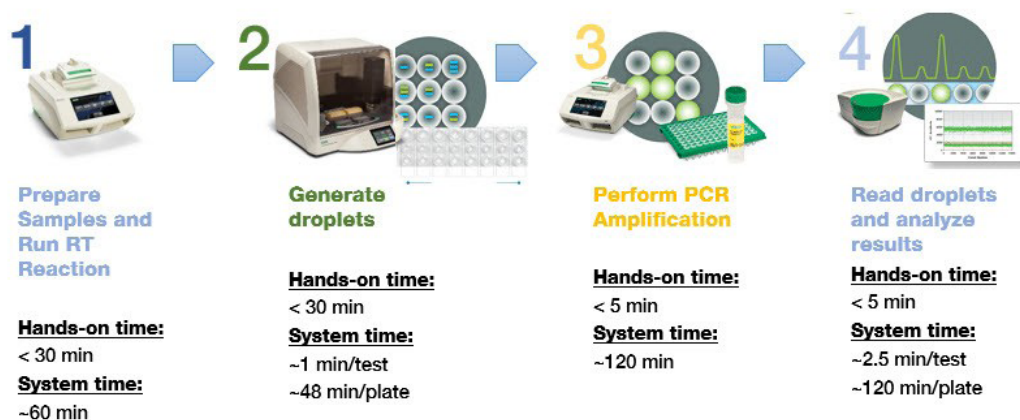 1
Prepare
Samples and
Run RT
Reaction
Hands-on time:
< 30 min
System time:
~60 min
2
Generate
droplets
Hands-on time:
< 30 min
System time:
~1 min/test
~48 min/plate
3
Perform PCR
Amplification
Hands-on time:
< 5 min
System time:
~120 min
4
Read droplets
and analyze
results
Hands-on time:
< 5 min
System time:
~2.5 min/test
~120 min/plate